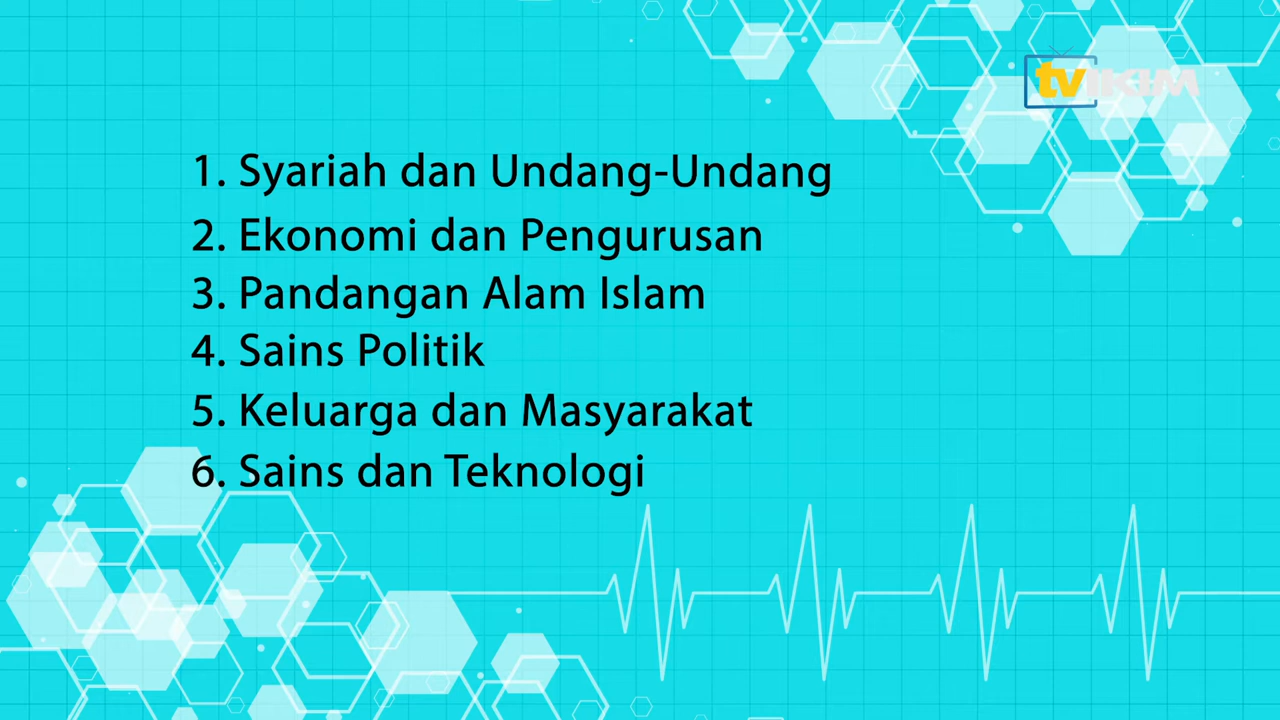 tvIKIM
1. Syariah dan Undang-Undang
2. Ekonomi dan Pengurusan
3. Pandangan Alam Islam
4. Sains Politik
5. Keluarga dan Masyarakat
6. Sains dan Teknologi